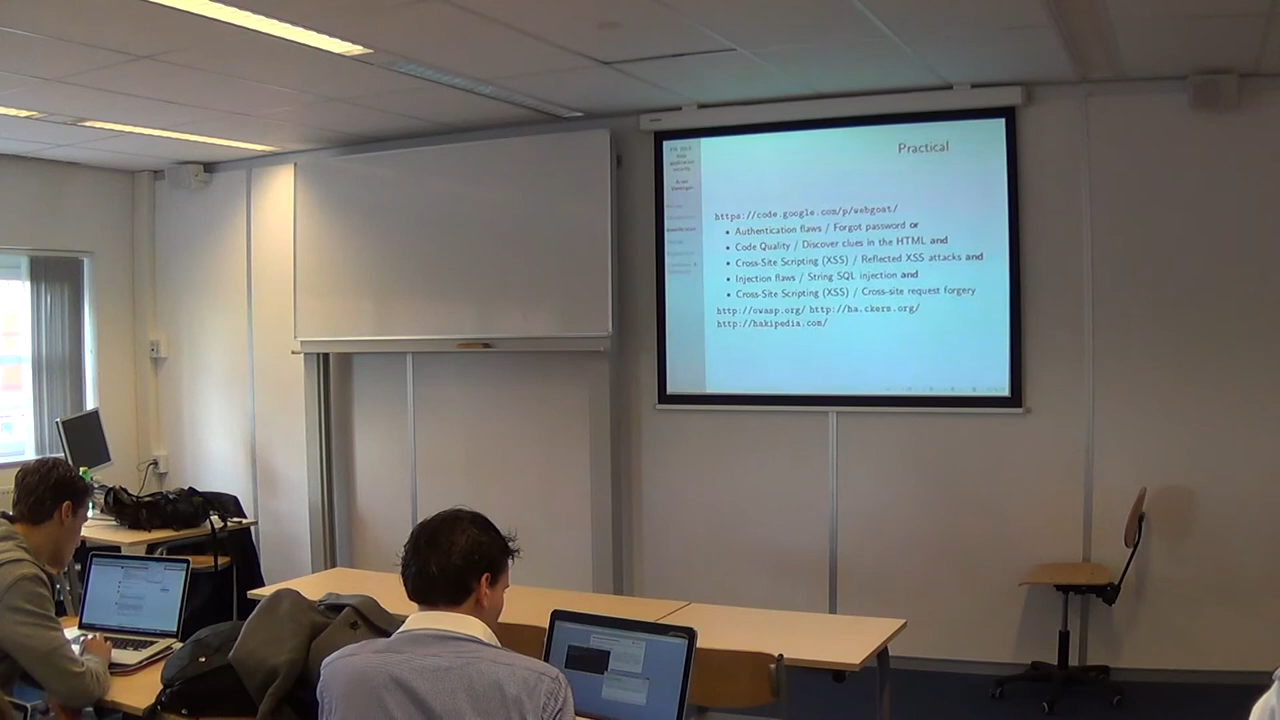 Practical
https://code.google.com/p/webgoat/
• Authentication flaws / Forgot password or
• Code Quality / Discover clues in the HTML and
• Cross-Site Scripting (XSS) / Reflected XSS attacks and
• Injection flaws / String SQL injection and
• Cross-Site Scripting (XSS) / Cross-site request forgery
http://owasp.org/ http://ha.ckers.org/
http://hakipedia.com/
application
security